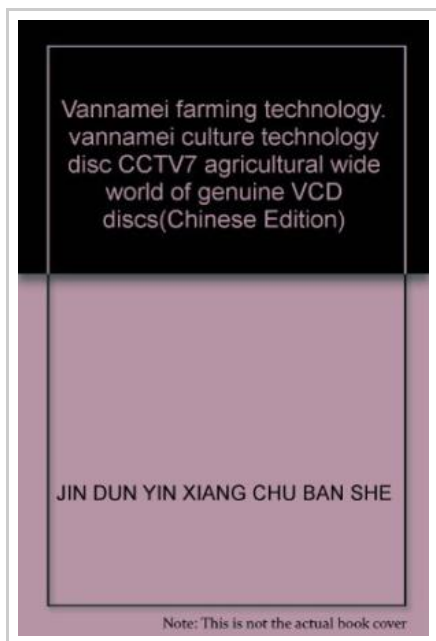 Vannamei farming technology.
vannamei culture technology
disc CCTV7 agricultural wide
world of genuine VCD
discs(Chinese Edition)
JIN DUN YIN XIANG CHU BAN SHE
Note: This is not the actual book cover